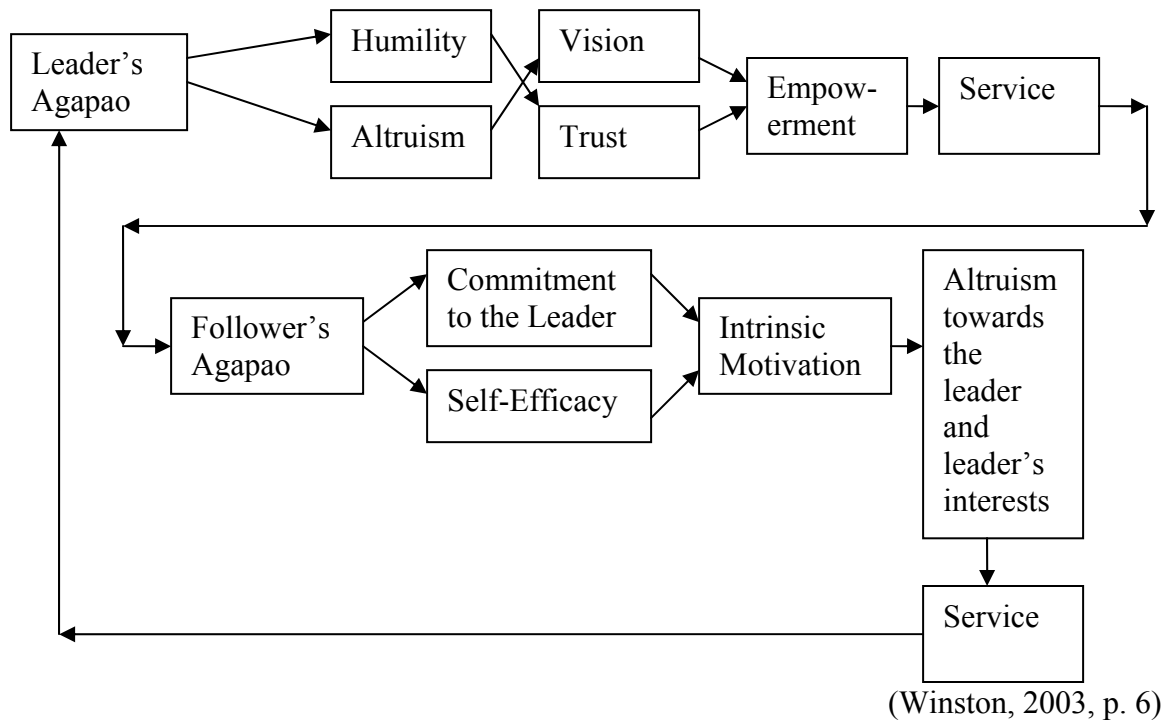 Leader’s
Agapao
Humility
Altruism
Vision
Trust
Empow-
erment
Service
Follower’s
Agapao
Commitment
to the Leader
Self-Efficacy
Intrinsic
Motivation
Altruism
towards
the
leader
and
leader’s
interests
Service
(Winston, 2003, p. 6)